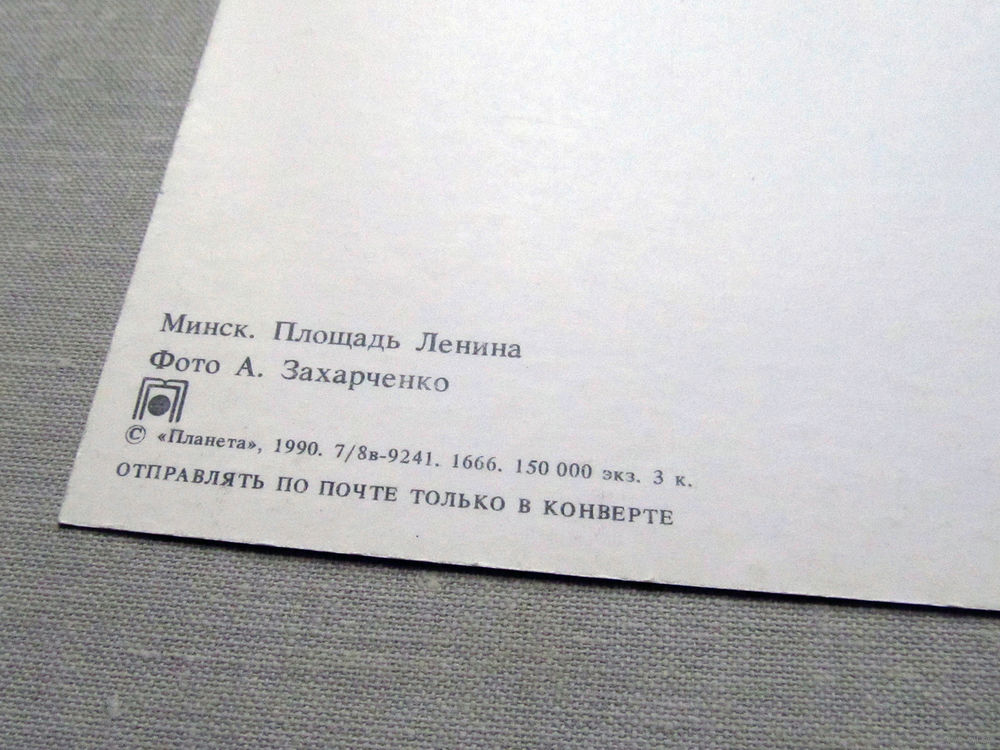 Минск. Площадь Ленина
Фото А. Захарченко
© «Планета», 1990. 7/8в-9241. 1666. 150 000 экз. 3 к.
ОТПРАВЛЯТЬ ПО ПОЧТЕ ТОЛЬКО В КОНВЕРТЕ